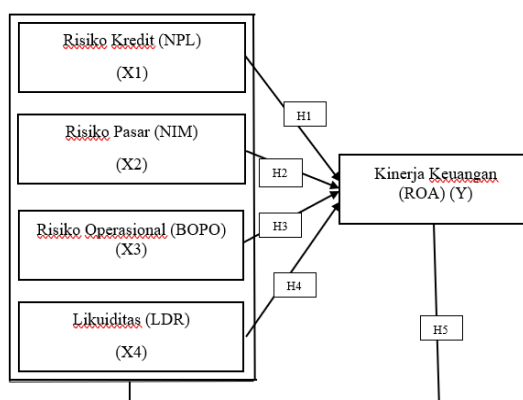 Risiko Kredit (NPL)
(X1)
H1
Risiko Pasar (NIM)
(X2)
H2
Kinerja Keuangan
(ROA) (Y)
Risiko Operasional (BOPO)
(X3)
H3
H4
Likuiditas (LDR)
(X4)
H5